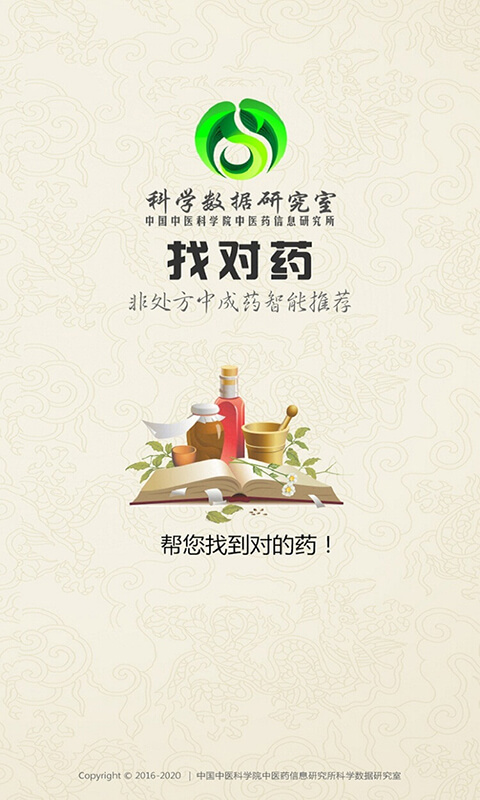 科学数据研究室
中国中医科学院中医药信息研究所
找对药
非处方中成药智能推荐
帮您找到对的药！
Copyright © 2016-2020 | 中国中医科学院中医药信息研究所科学数据研究室